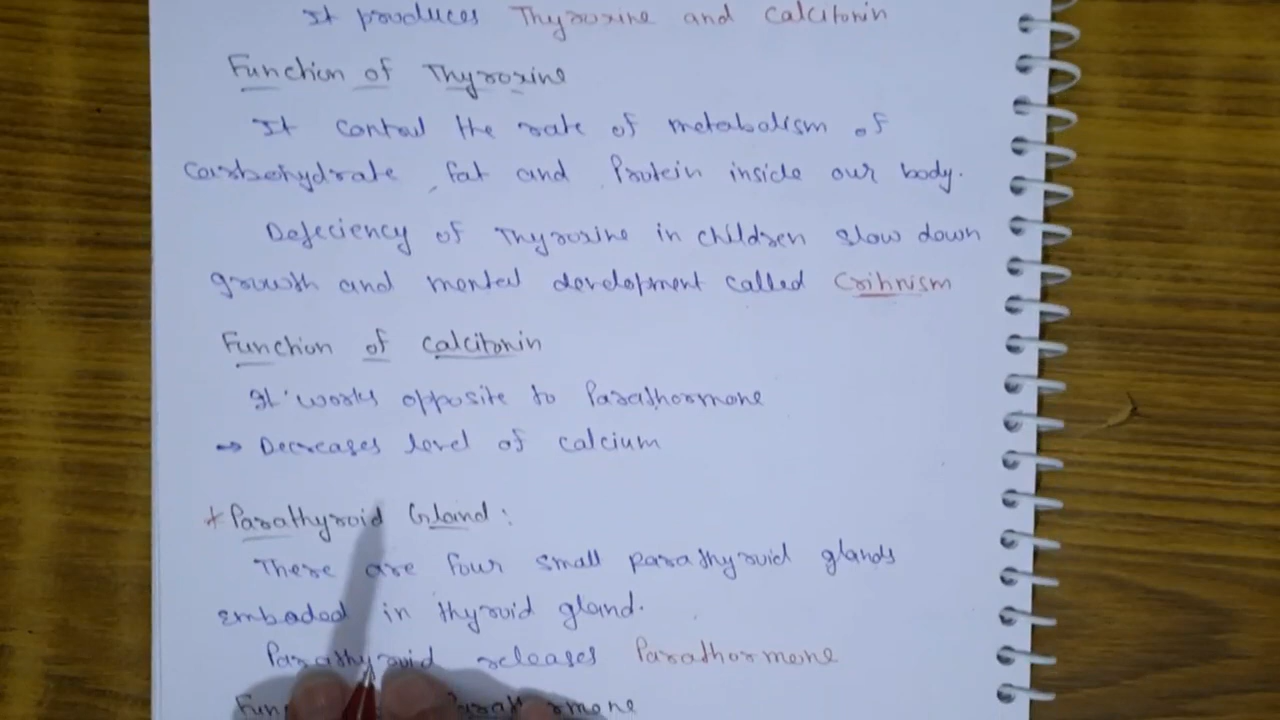 It produces Thyroxine and Calcitonin
Function of Thyroxine
It control the rate of metabolism of
Carbohydrate, fat and Protein inside our body.
Defeciency of Thyroxine in children slow down
growth and mental development called Critinism
Function of calcitonin
It works opposite to Parathormone
→ Decreases level of calcium
* Parathyroid Gland :
There are four small parathyroid glands
embaded in thyroid gland.
Parathyroid releases Parathormone